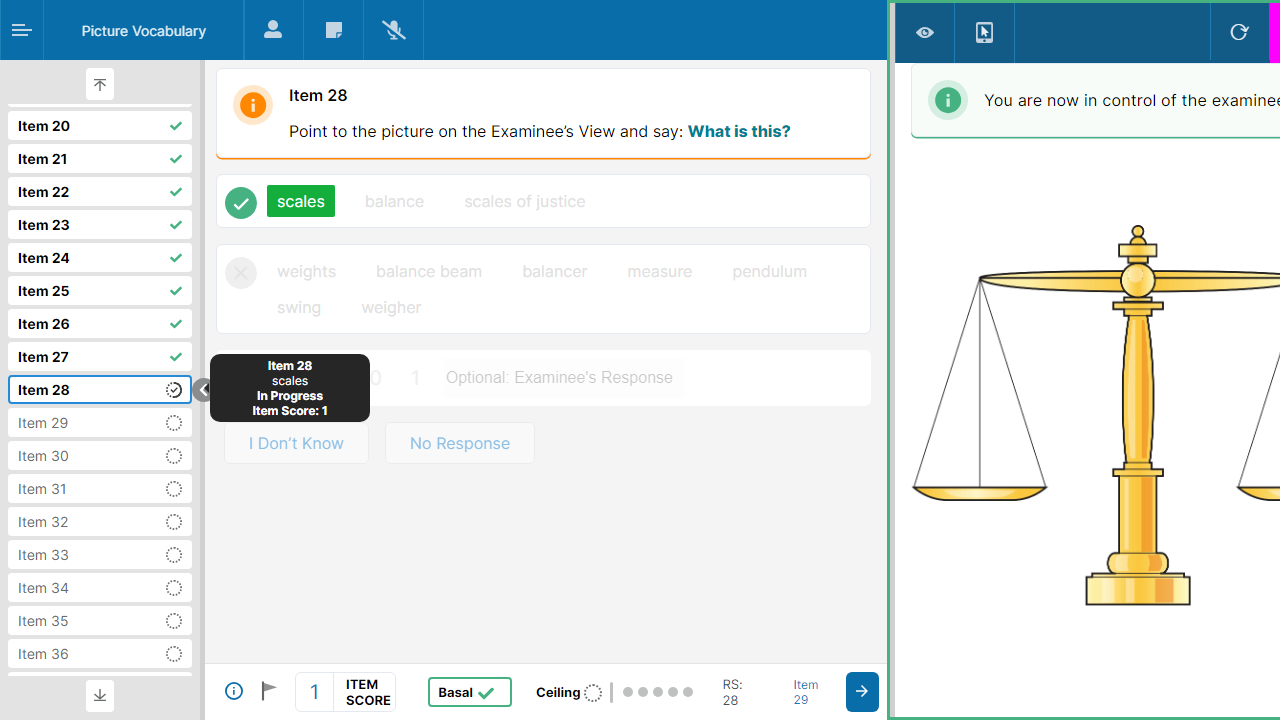 Picture Vocabulary
Item 20
Item 21
Item 22
Item 23
Item 24
Item 25
Item 26
Item 27
Item 28
Item 29
Item 30
Item 31
Item 32
Item 33
Item 34
Item 35
Item 36
Item 28
Point to the picture on the Examinee's View and say: What is this?
scales balance scales of justice
weights balance beam balancer measure pendulum
swing weigher
Item 28
scales
In Progress
Item Score: 1
0 1 Optional: Examinee's Response
I Don't Know No Response
1 ITEM
SCORE
Basal
Ceiling
RS:
28
Item
29
You are now in control of the examinee